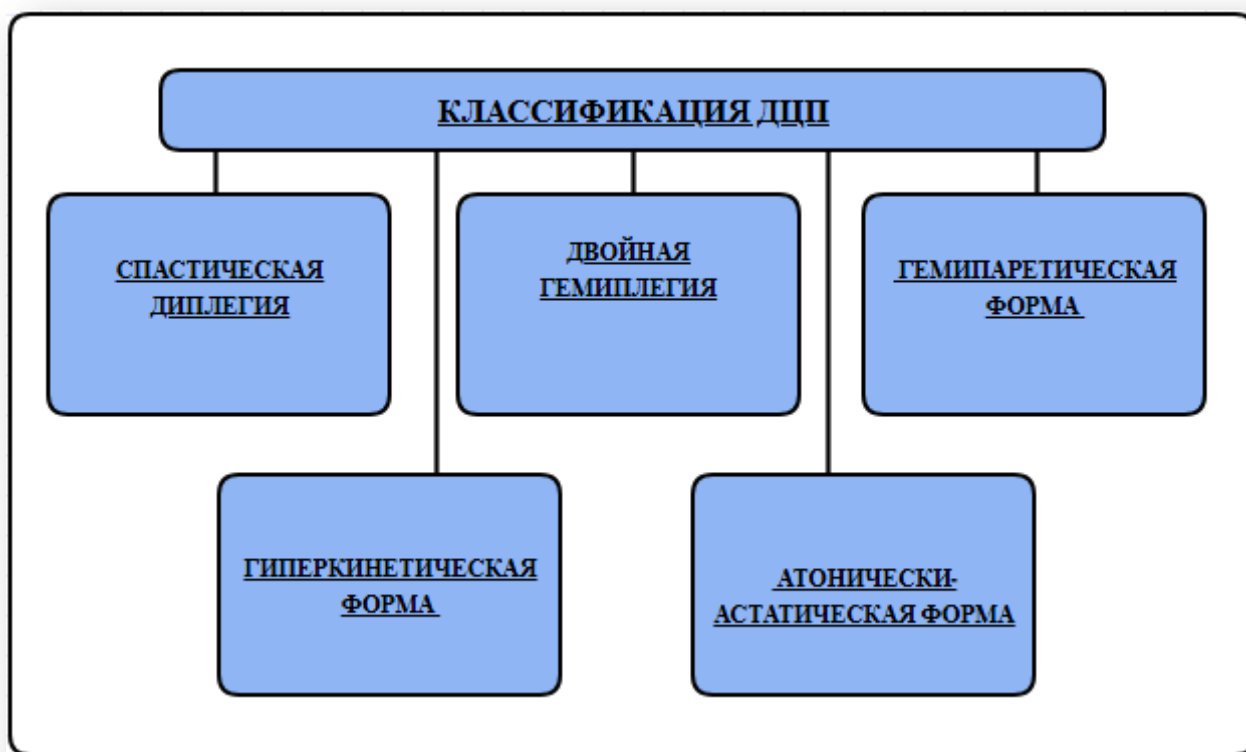 КЛАССИФИКАЦИЯ ДЦП
СПАСТИЧЕСКАЯ
ДИПЛЕГИЯ
ДВОЙНАЯ
ГЕМИПЛЕГИЯ
ГЕМИПАРЕТИЧЕСКАЯ
ФОРМА
ГИПЕРКИНЕТИЧЕСКАЯ
ФОРМА
АТОНИЧЕСКИ-
АСТАТИЧЕСКАЯ ФОРМА